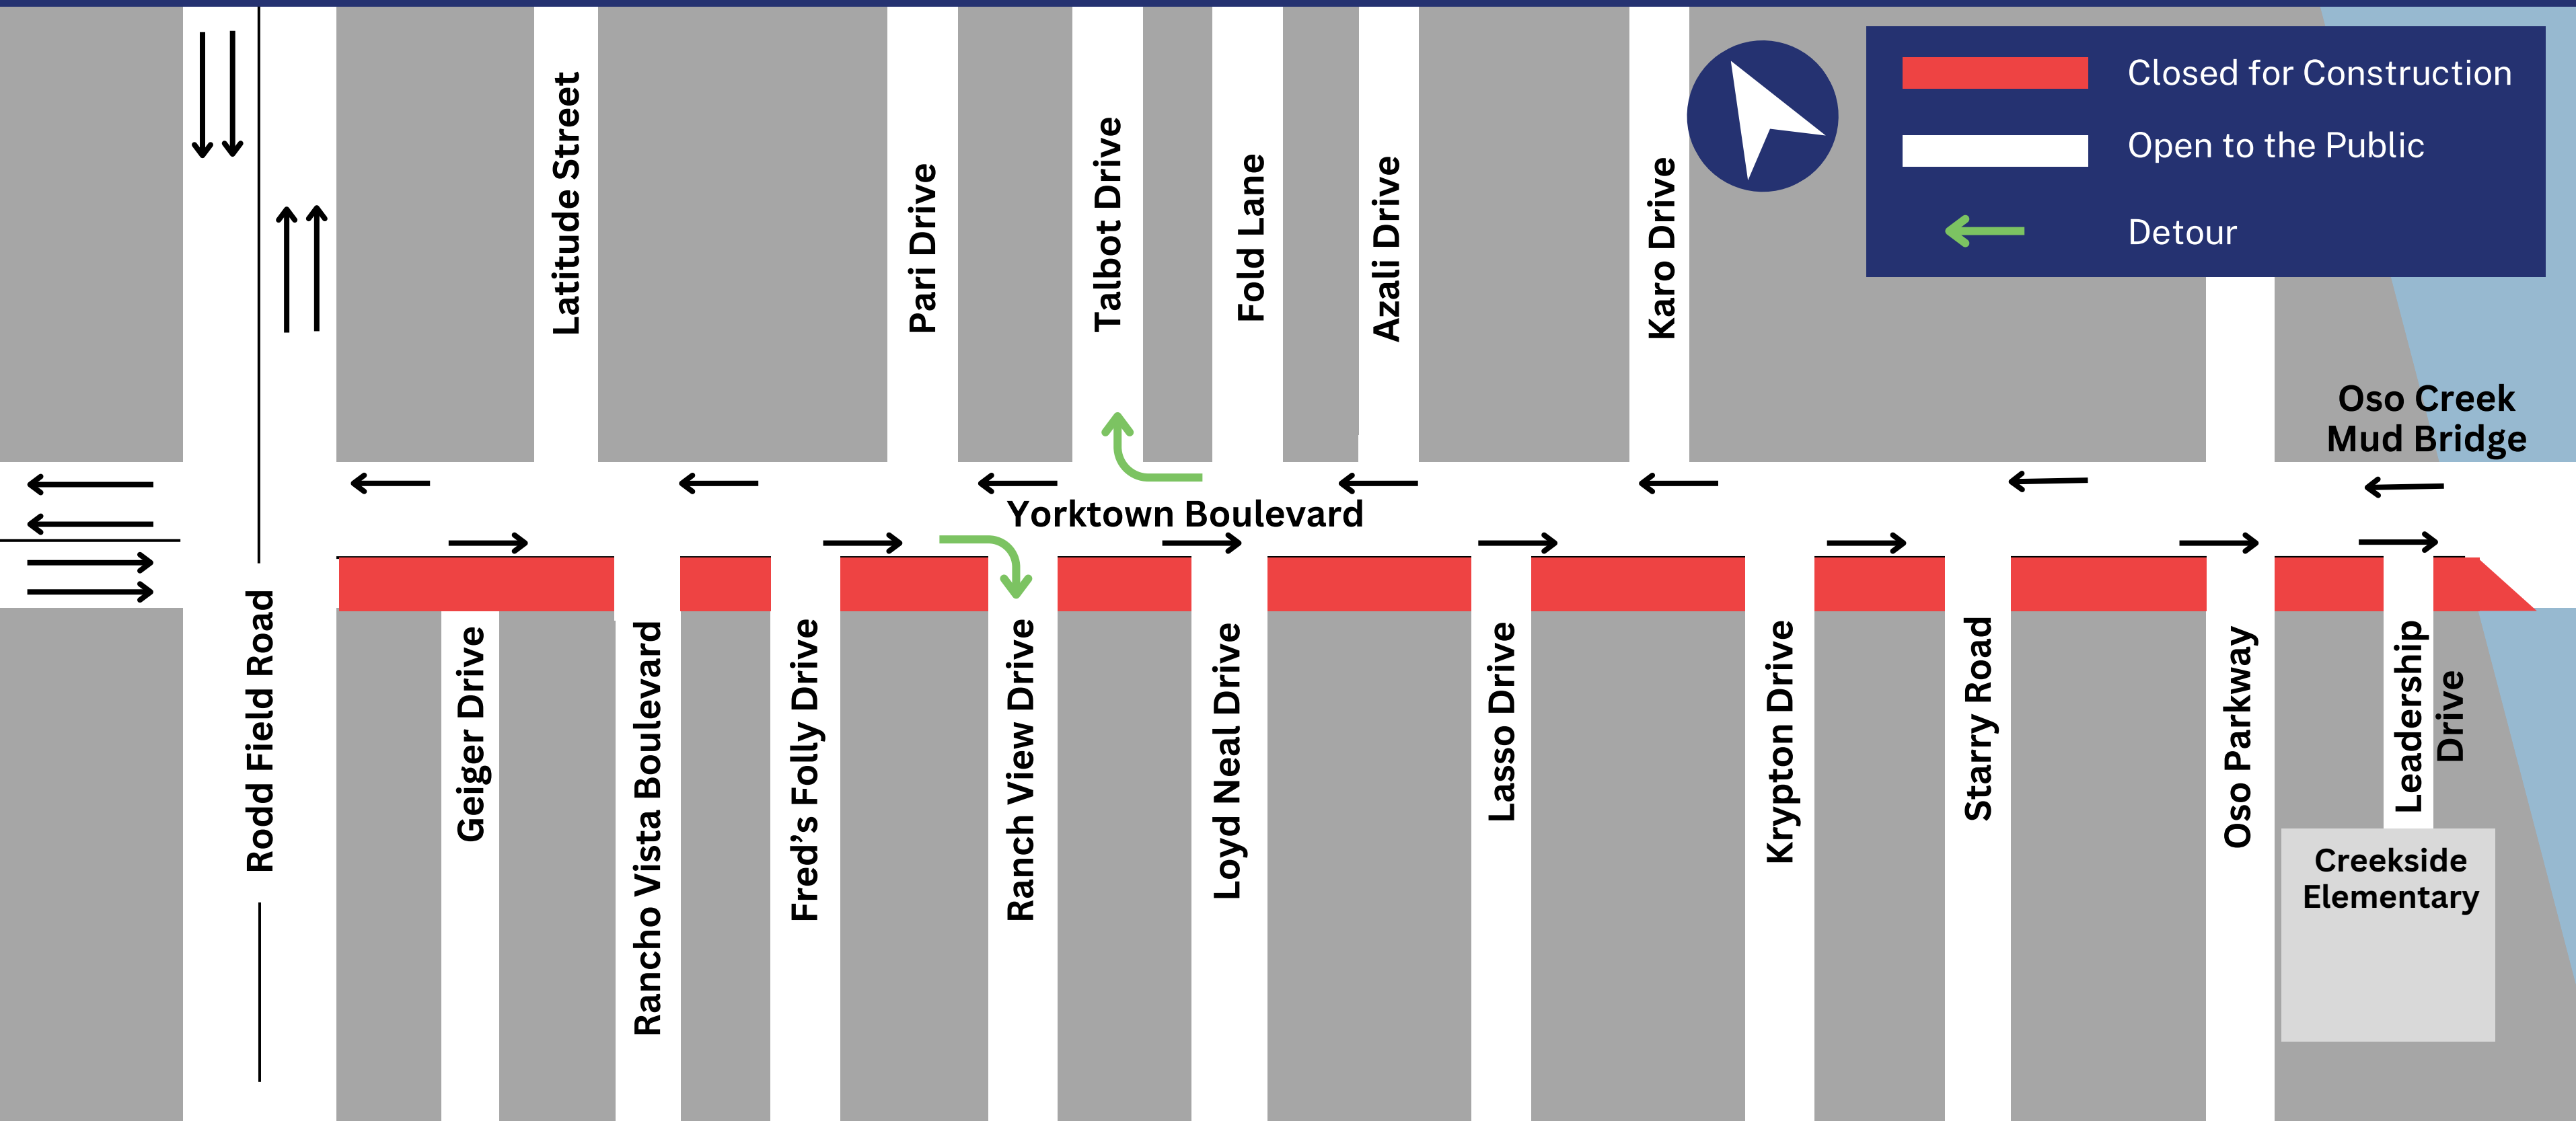 Closed for Construction
Open to the Public
Detour
Latitude Street
Pari Drive
Talbot Drive
Fold Lane
Azali Drive
Karo Drive
Oso Creek
Mud Bridge
Yorktown Boulevard
Rodd Field Road
Geiger Drive
Rancho Vista Boulevard
Fred’s Folly Drive
Ranch View Drive
Loyd Neal Drive
Lasso Drive
Krypton Drive
Starry Road
Oso Parkway
Leadership
Drive
Creekside
Elementary